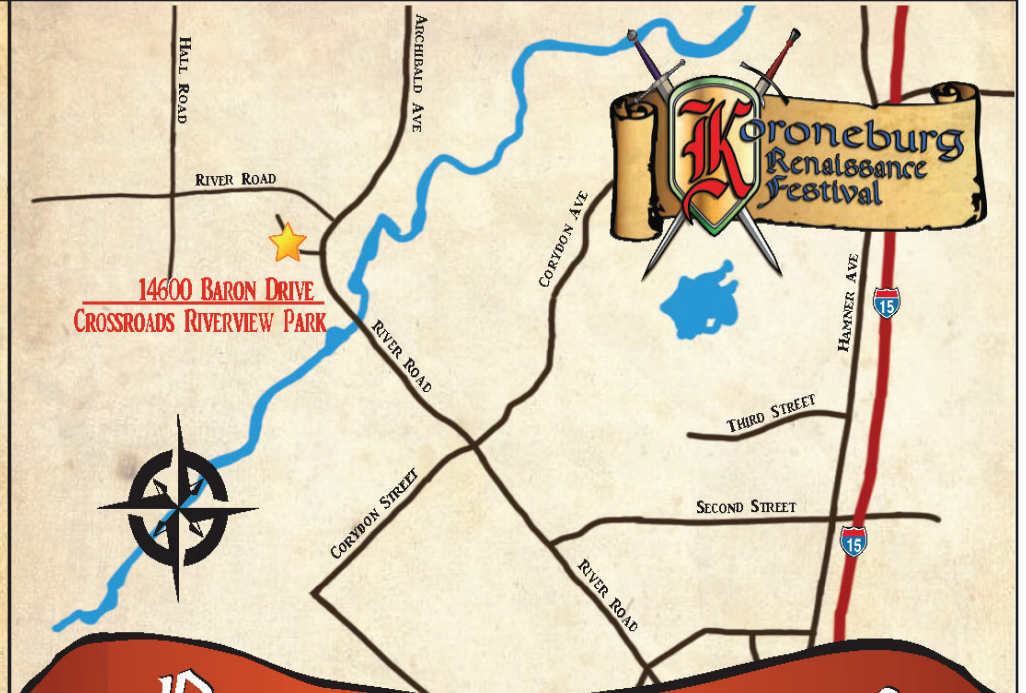 HALL ROAD
ARCHIBALD AVE
Koroneburg
Renaissance
Festival
RIVER ROAD
CORYDON AVE
14600 BARON DRIVE
CROSSROADS RIVERVIEW PARK
HAMNER AVE
15
RIVER ROAD
THIRD STREET
CORYDON STREET
SECOND STREET
15
RIVER ROAD